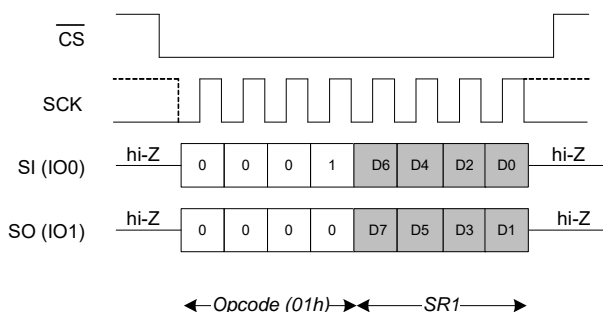 CS
SCK
hi-Z hi-Z
SI (IO0) 0 0 0 1 D6 D4 D2 D0
hi-Z hi-Z
SO (IO1) 0 0 0 0 D7 D5 D3 D1
Opcode (01h) SR1